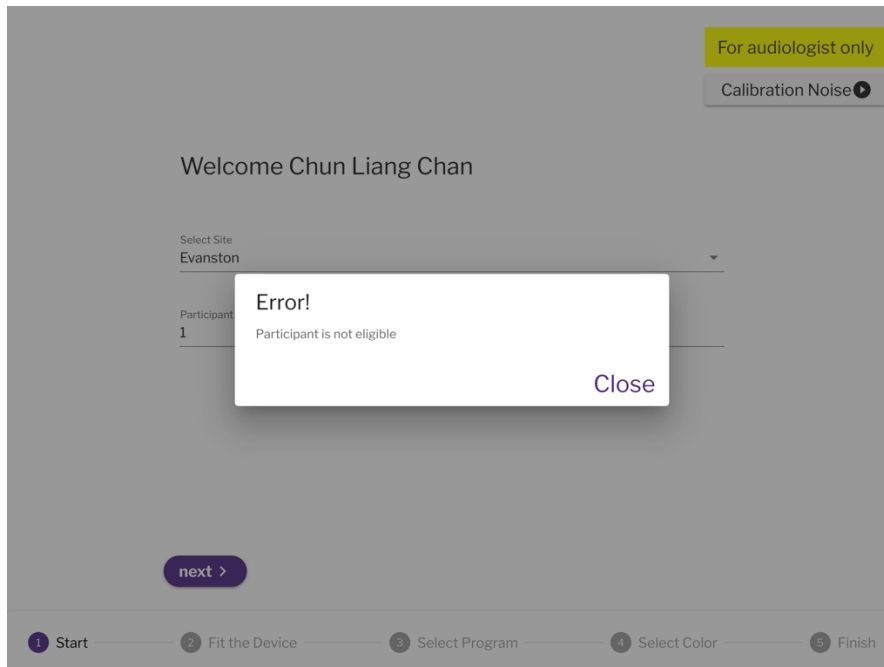 For audiologist only
Calibration Noise
Welcome Chun Liang Chan
Select Site
Evanston
Participant
1
Error!
Participant is not eligible
Close
next
1 Start
2 Fit the Device
3 Select Program
4 Select Color
5 Finish